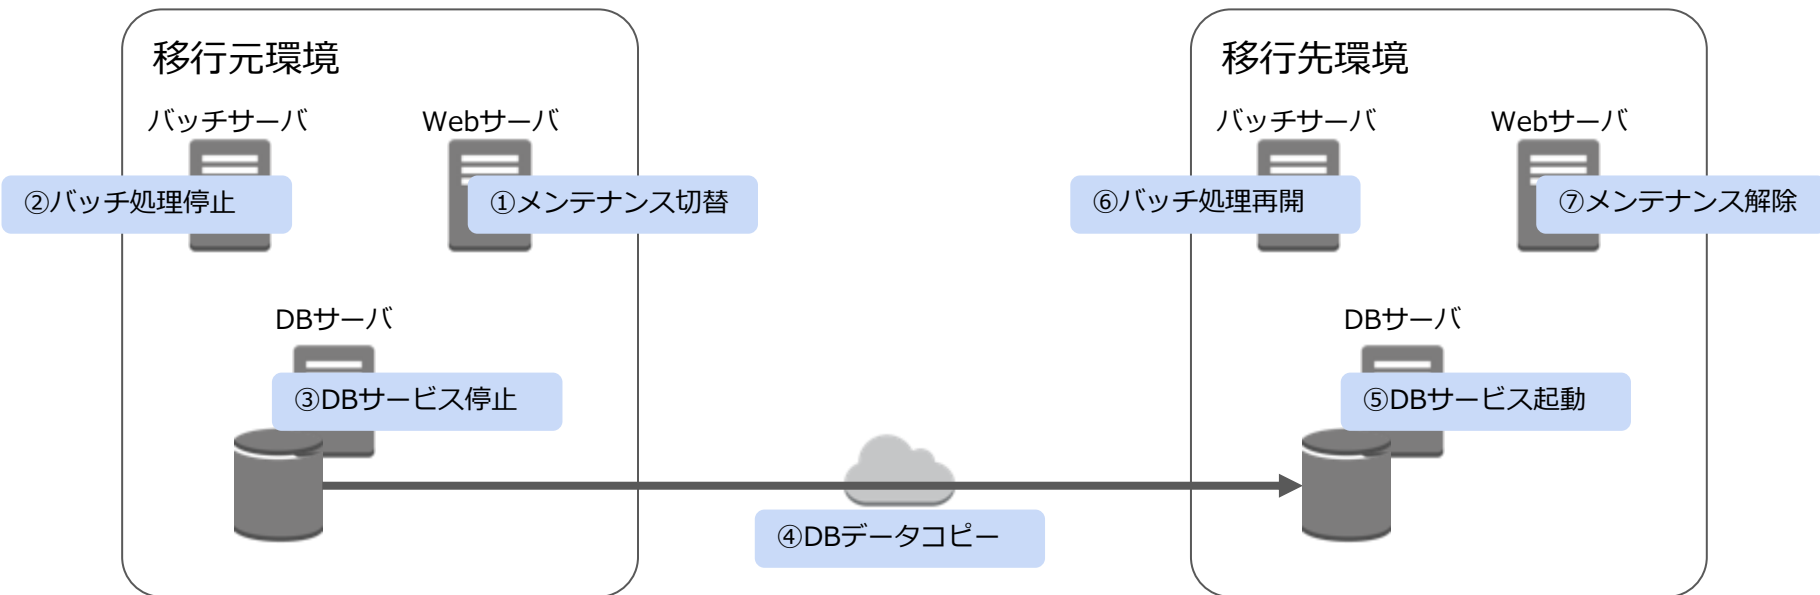 移行元環境
バッチサーバ
Webサーバ
②バッチ処理停止
①メンテナンス切替
DBサーバ
③DBサービス停止
④DBデータコピー
移行先環境
バッチサーバ
Webサーバ
⑥バッチ処理再開
⑦メンテナンス解除
DBサーバ
⑤DBサービス起動